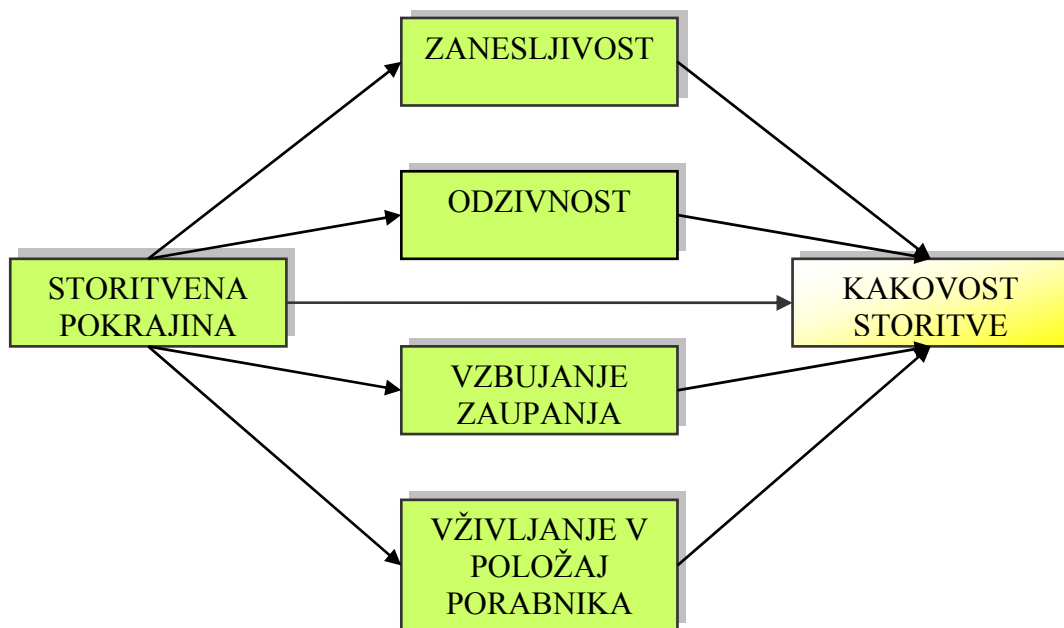 ZANESLJIVOST
ODZIVNOST
STORITVENA
POKRAJINA
KAKOVOST
STORITVE
VZBUJANJE
ZAUPANJA
VŽIVLJANJE V
POLOŽAJ
PORABNIKA